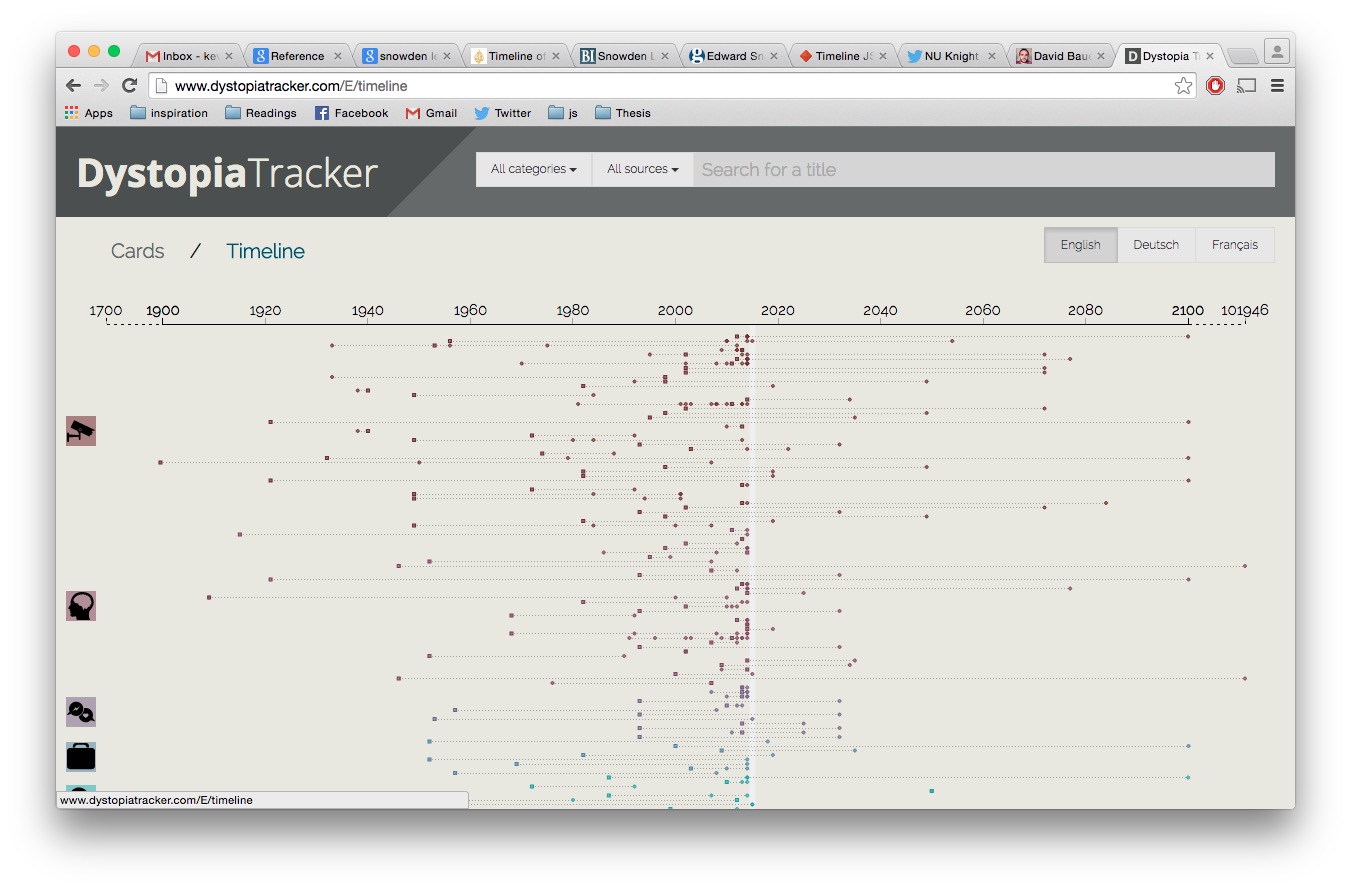 Inbox - ke
Reference
snowden le
Timeline of
Snowden L
Edward Sn
Timeline JS
NU Knight
David Baur
Dystopia T
www.dystopiatracker.com/E/timeline
Apps inspiration Readings Facebook Gmail Twitter js Thesis
DystopiaTracker
All categories All sources Search for a title
Cards / Timeline
English Deutsch Français
1700 1900 1920 1940 1960 1980 2000 2020 2040 2060 2080 2100 101946
www.dystopiatracker.com/E/timeline